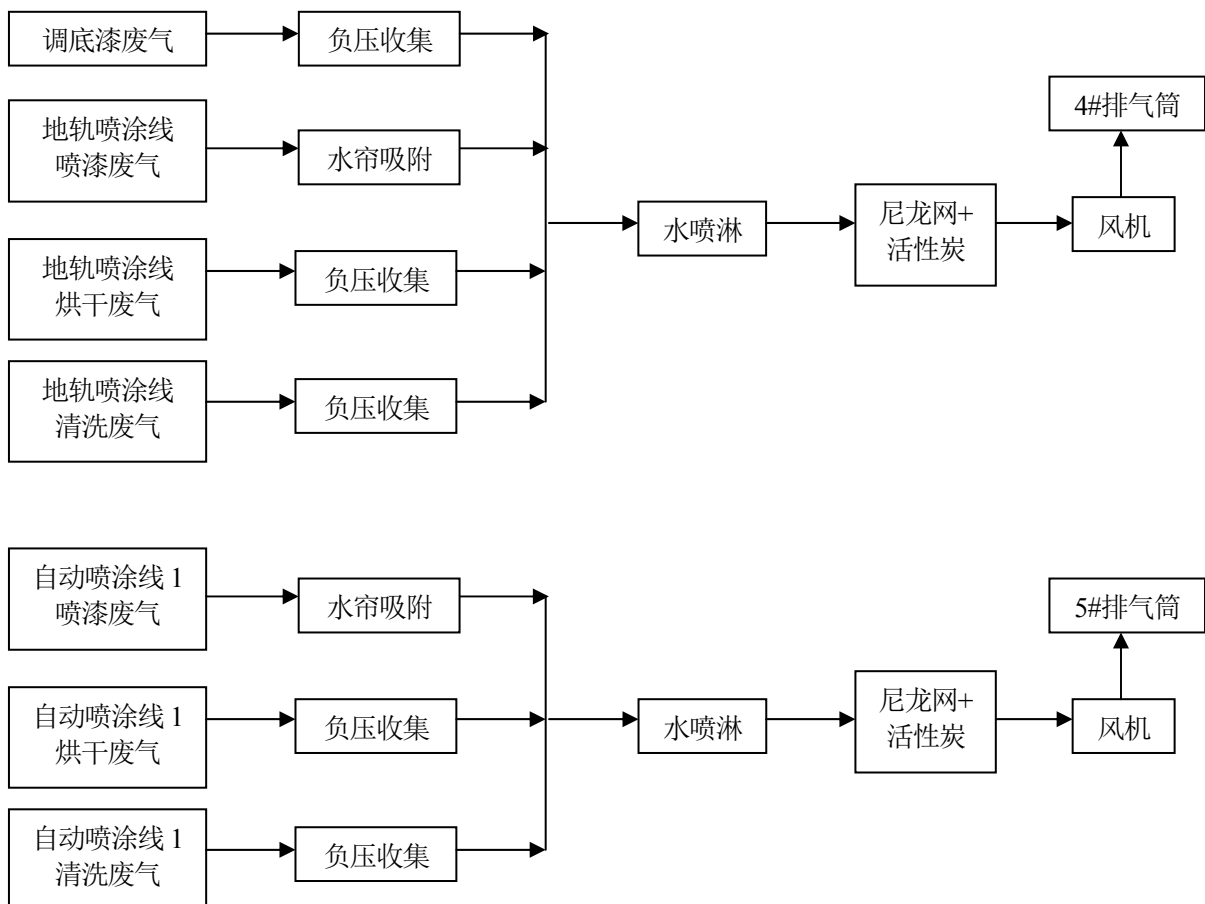 调底漆废气
负压收集
4#排气筒
地轨喷涂线
喷漆废气
水帘吸附
水喷淋
尼龙网+
活性炭
风机
地轨喷涂线
烘干废气
负压收集
地轨喷涂线
清洗废气
负压收集
自动喷涂线 1
喷漆废气
水帘吸附
5#排气筒
自动喷涂线 1
烘干废气
负压收集
水喷淋
尼龙网+
活性炭
风机
自动喷涂线 1
清洗废气
负压收集